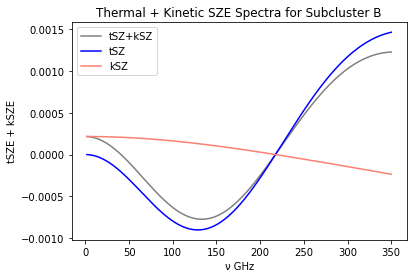 Thermal + Kinetic SZE Spectra for Subcluster B
tSZ+kSZ
tSZ
kSZ
tSZE + kSZE
0.0015
0.0010
0.0005
0.0000
−0.0005
−0.0010
0 50 100 150 200 250 300 350
ν GHz